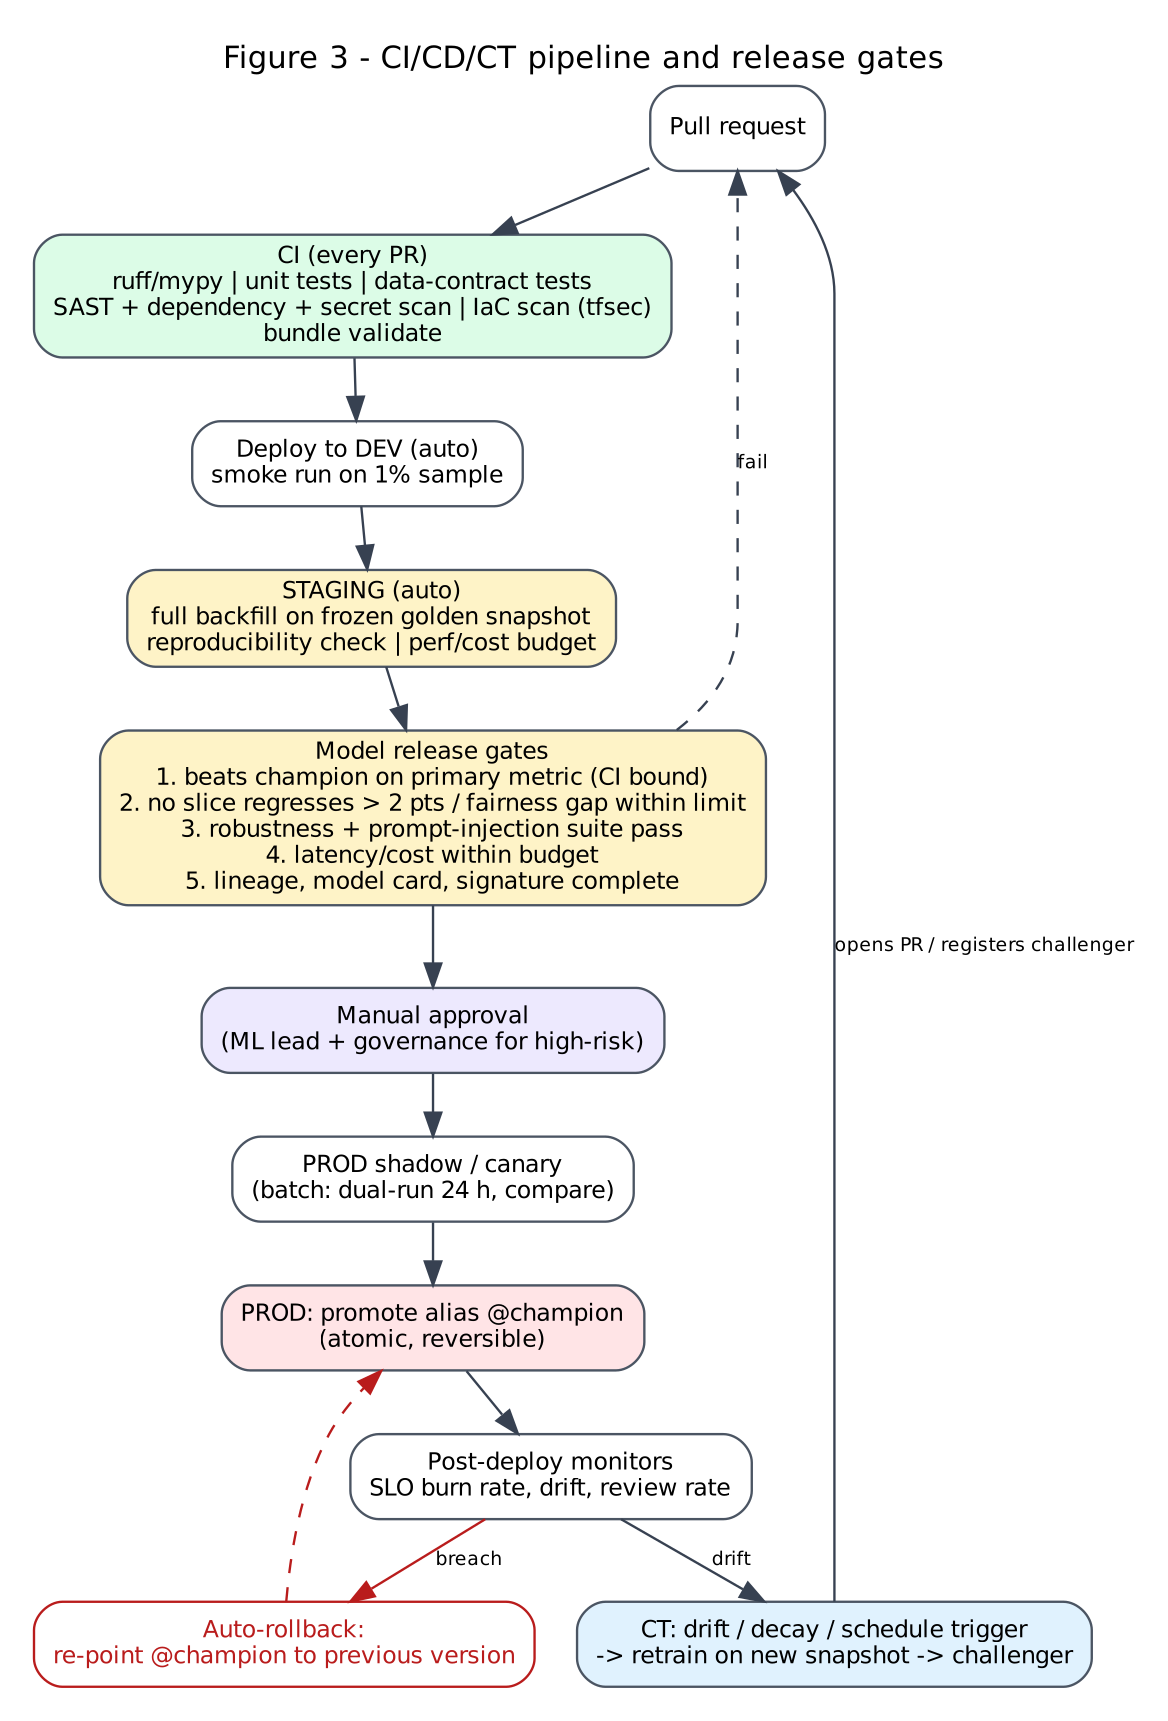 Figure 3 - CI/CD/CT pipeline and release gates
Pull request
CI (every PR)
ruff/mypy | unit tests | data-contract tests
SAST + dependency + secret scan | IaC scan (tfsec)
bundle validate
Deploy to DEV (auto)
smoke run on 1% sample
fail
STAGING (auto)
full backfill on frozen golden snapshot
reproducibility check | perf/cost budget
Model release gates
1. beats champion on primary metric (CI bound)
2. no slice regresses > 2 pts / fairness gap within limit
3. robustness + prompt-injection suite pass
4. latency/cost within budget
5. lineage, model card, signature complete
opens PR / registers challenger
Manual approval
(ML lead + governance for high-risk)
PROD shadow / canary
(batch: dual-run 24 h, compare)
PROD: promote alias @champion
(atomic, reversible)
Post-deploy monitors
SLO burn rate, drift, review rate
breach
drift
Auto-rollback:
re-point @champion to previous version
CT: drift / decay / schedule trigger
-> retrain on new snapshot -> challenger